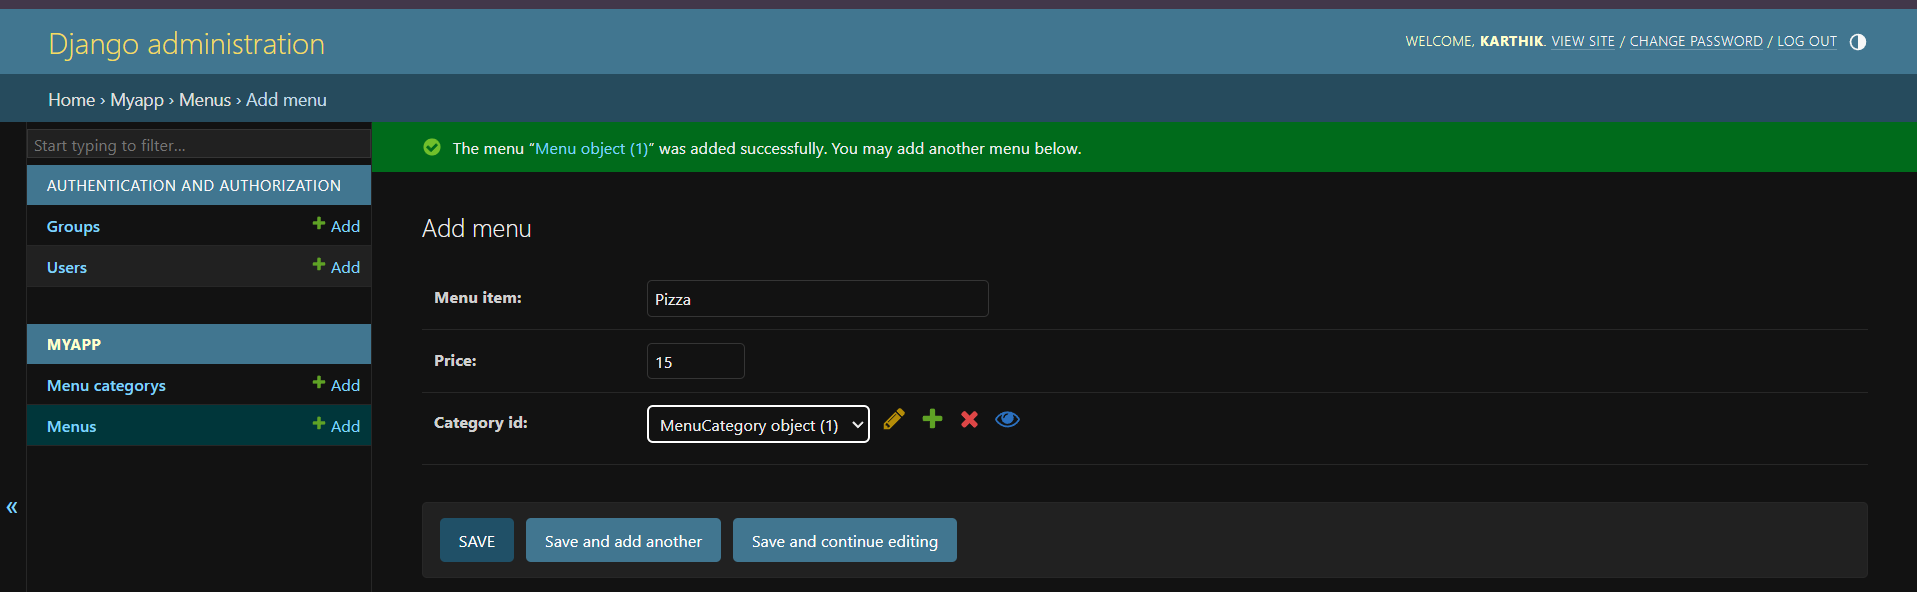 Django administration
WELCOME, KARTHIK. VIEW SITE / CHANGE PASSWORD / LOG OUT
Home › Myapp › Menus › Add menu
Start typing to filter...
AUTHENTICATION AND AUTHORIZATION
Groups Add
Users Add
MYAPP
Menu categorys Add
Menus Add
«
The menu “Menu object (1)” was added successfully. You may add another menu below.
Add menu
Menu item: Pizza
Price: 15
Category id: MenuCategory object (1)
SAVE Save and add another Save and continue editing